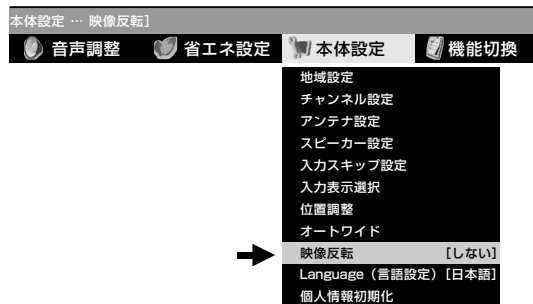 本体設定 … 映像反転]
音声調整 省エネ設定 本体設定 機能切換
地域設定
チャンネル設定
アンテナ設定
スピーカー設定
入力スキップ設定
入力表示選択
位置調整
オートワイド
映像反転 [しない]
Language（言語設定）[日本語]
個人情報初期化